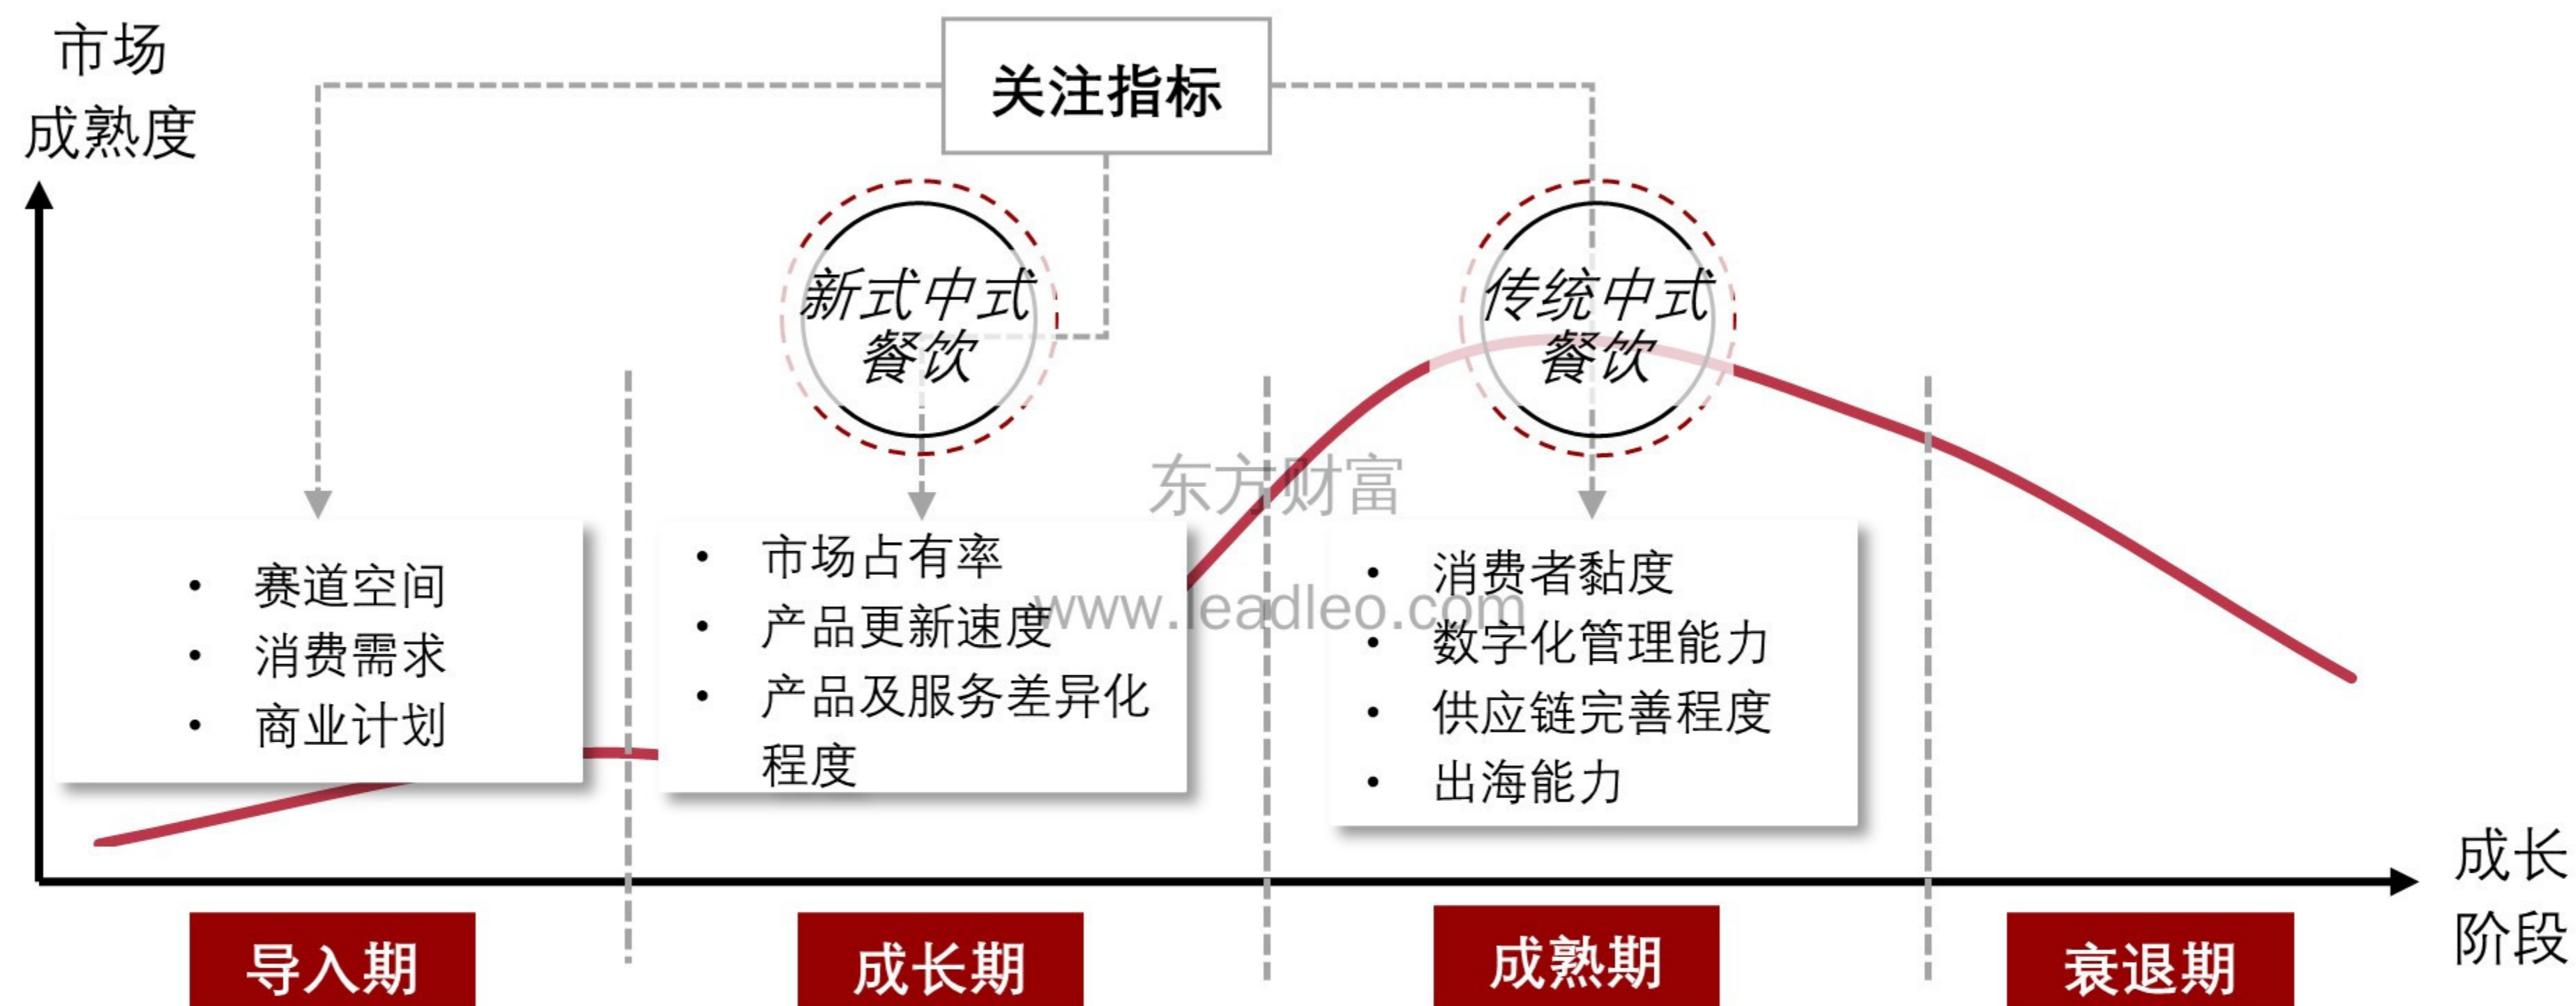 市场
成熟度
关注指标
新式中式
餐饮
传统中式
餐饮
东方财富
www.leadleo.com
• 赛道空间
• 消费需求
• 商业计划
• 市场占有率
• 产品更新速度
• 产品及服务差异化
程度
• 消费者黏度
• 数字化管理能力
• 供应链完善程度
• 出海能力
成长
阶段
导入期
成长期
成熟期
衰退期